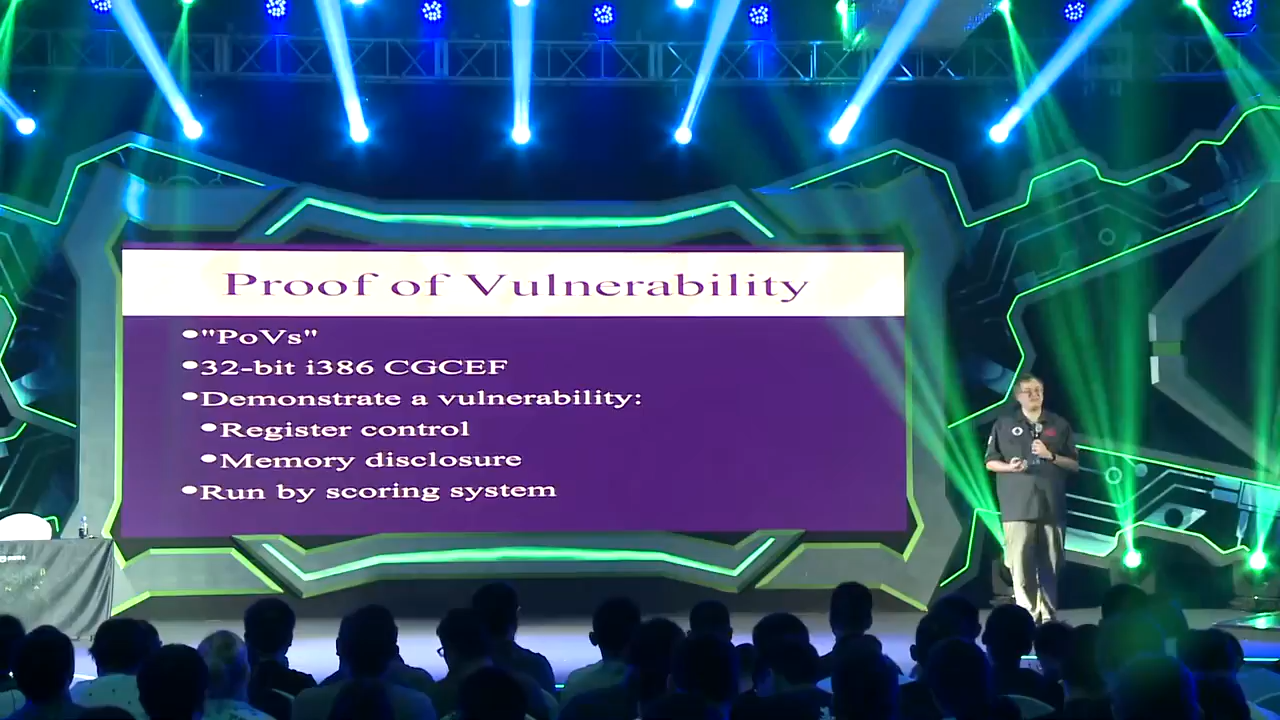 Proof of Vulnerability
•"PoVs"
•32-bit i386 CGCEF
•Demonstrate a vulnerability:
•Register control
•Memory disclosure
•Run by scoring system